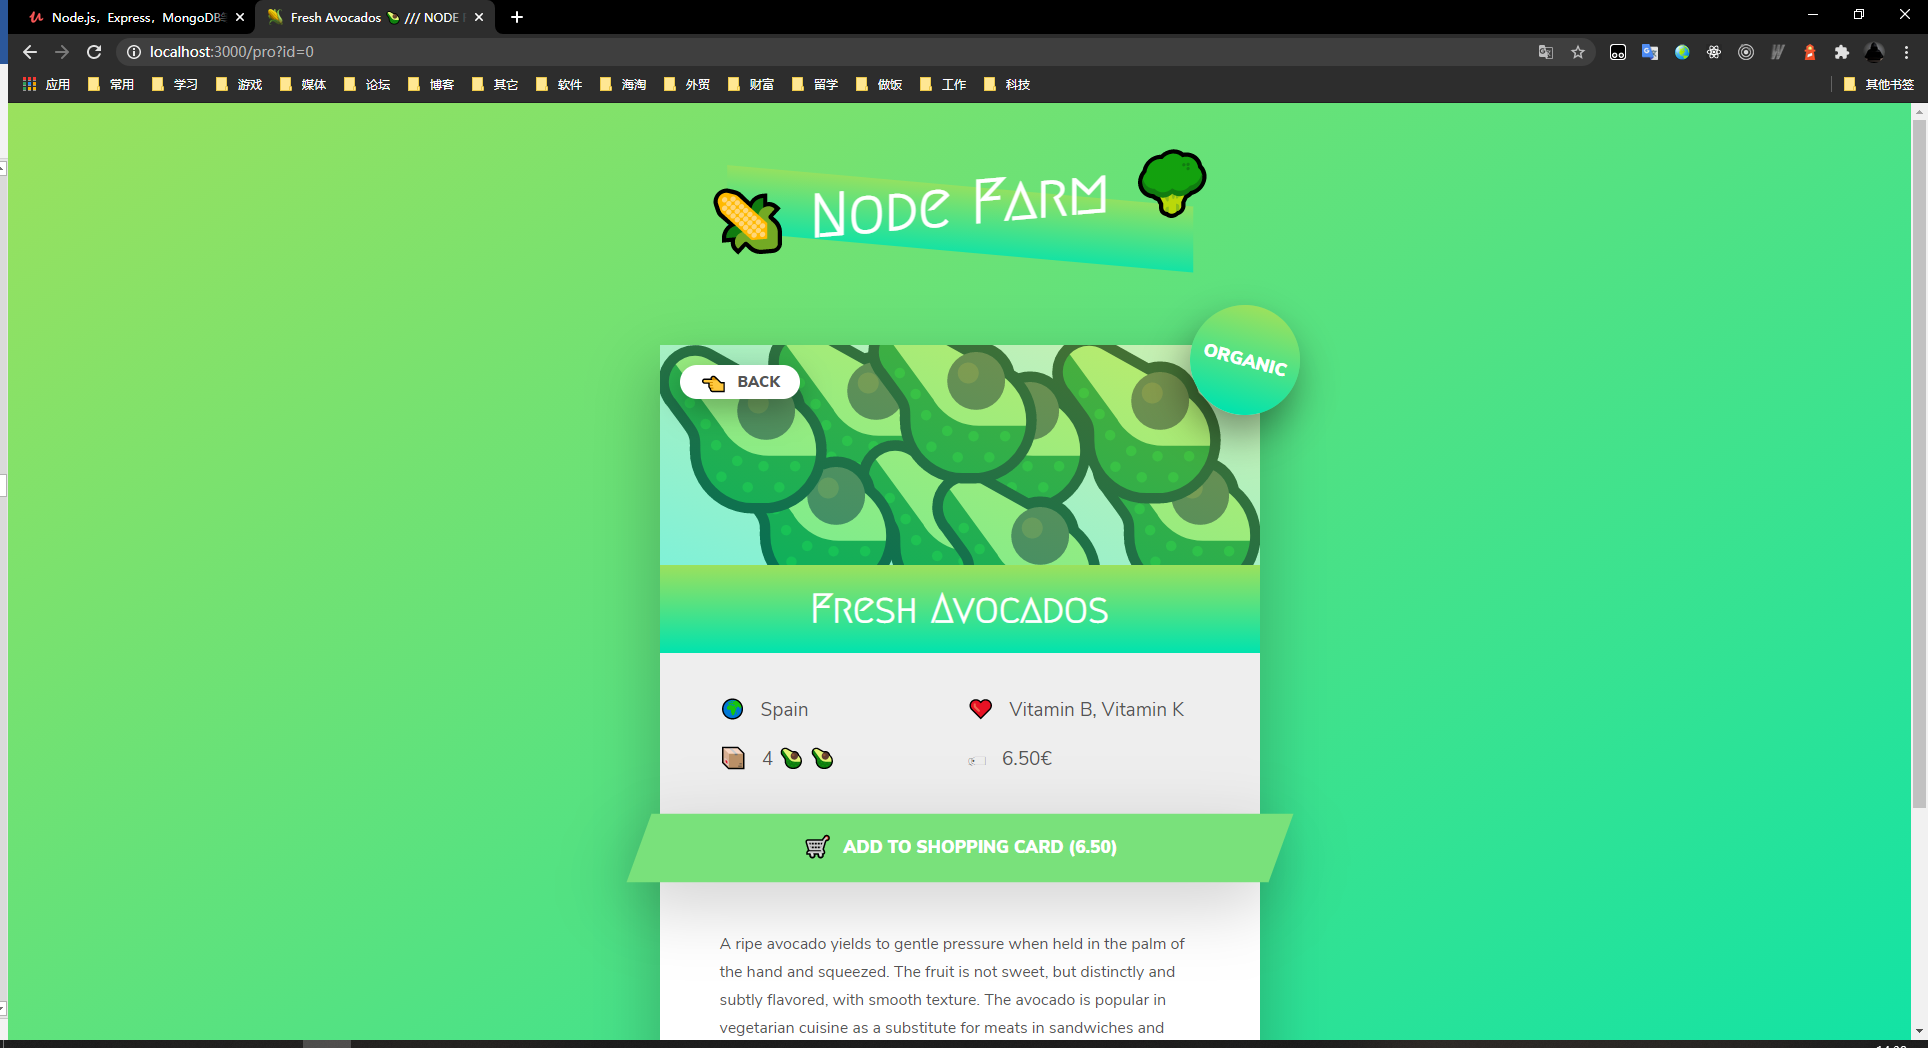 Node.js，Express，MongoDB
Fresh Avocados 🥑 /// NODE
localhost:3000/pro?id=0
应用 常用 学习 游戏 媒体 论坛 博客 其它 软件 海淘 外贸 财富 留学 做饭 工作 科技 其他书签
Node Farm
ORGANIC
BACK
Fresh Avocados
Spain
Vitamin B, Vitamin K
4 🥑 🥑
6.50€
ADD TO SHOPPING CARD (6.50)
A ripe avocado yields to gentle pressure when held in the palm of
the hand and squeezed. The fruit is not sweet, but distinctly and
subtly flavored, with smooth texture. The avocado is popular in
vegetarian cuisine as a substitute for meats in sandwiches and